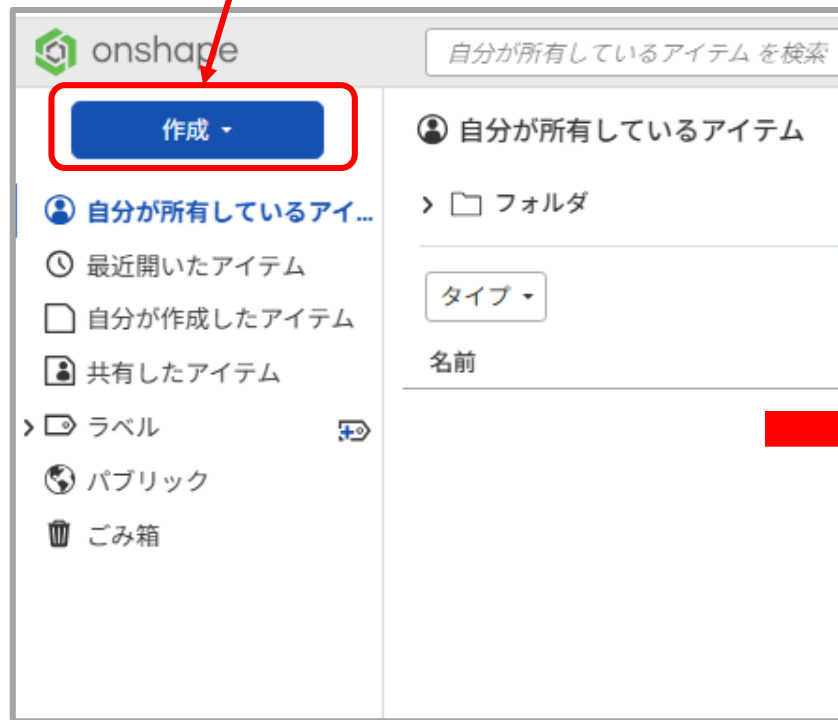 onshape
自分が所有しているアイテム を検索
作成
自分が所有しているアイ...
最近開いたアイテム
自分が作成したアイテム
共有したアイテム
ラベル
パブリック
ごみ箱
自分が所有しているアイテム
フォルダ
タイプ
名前